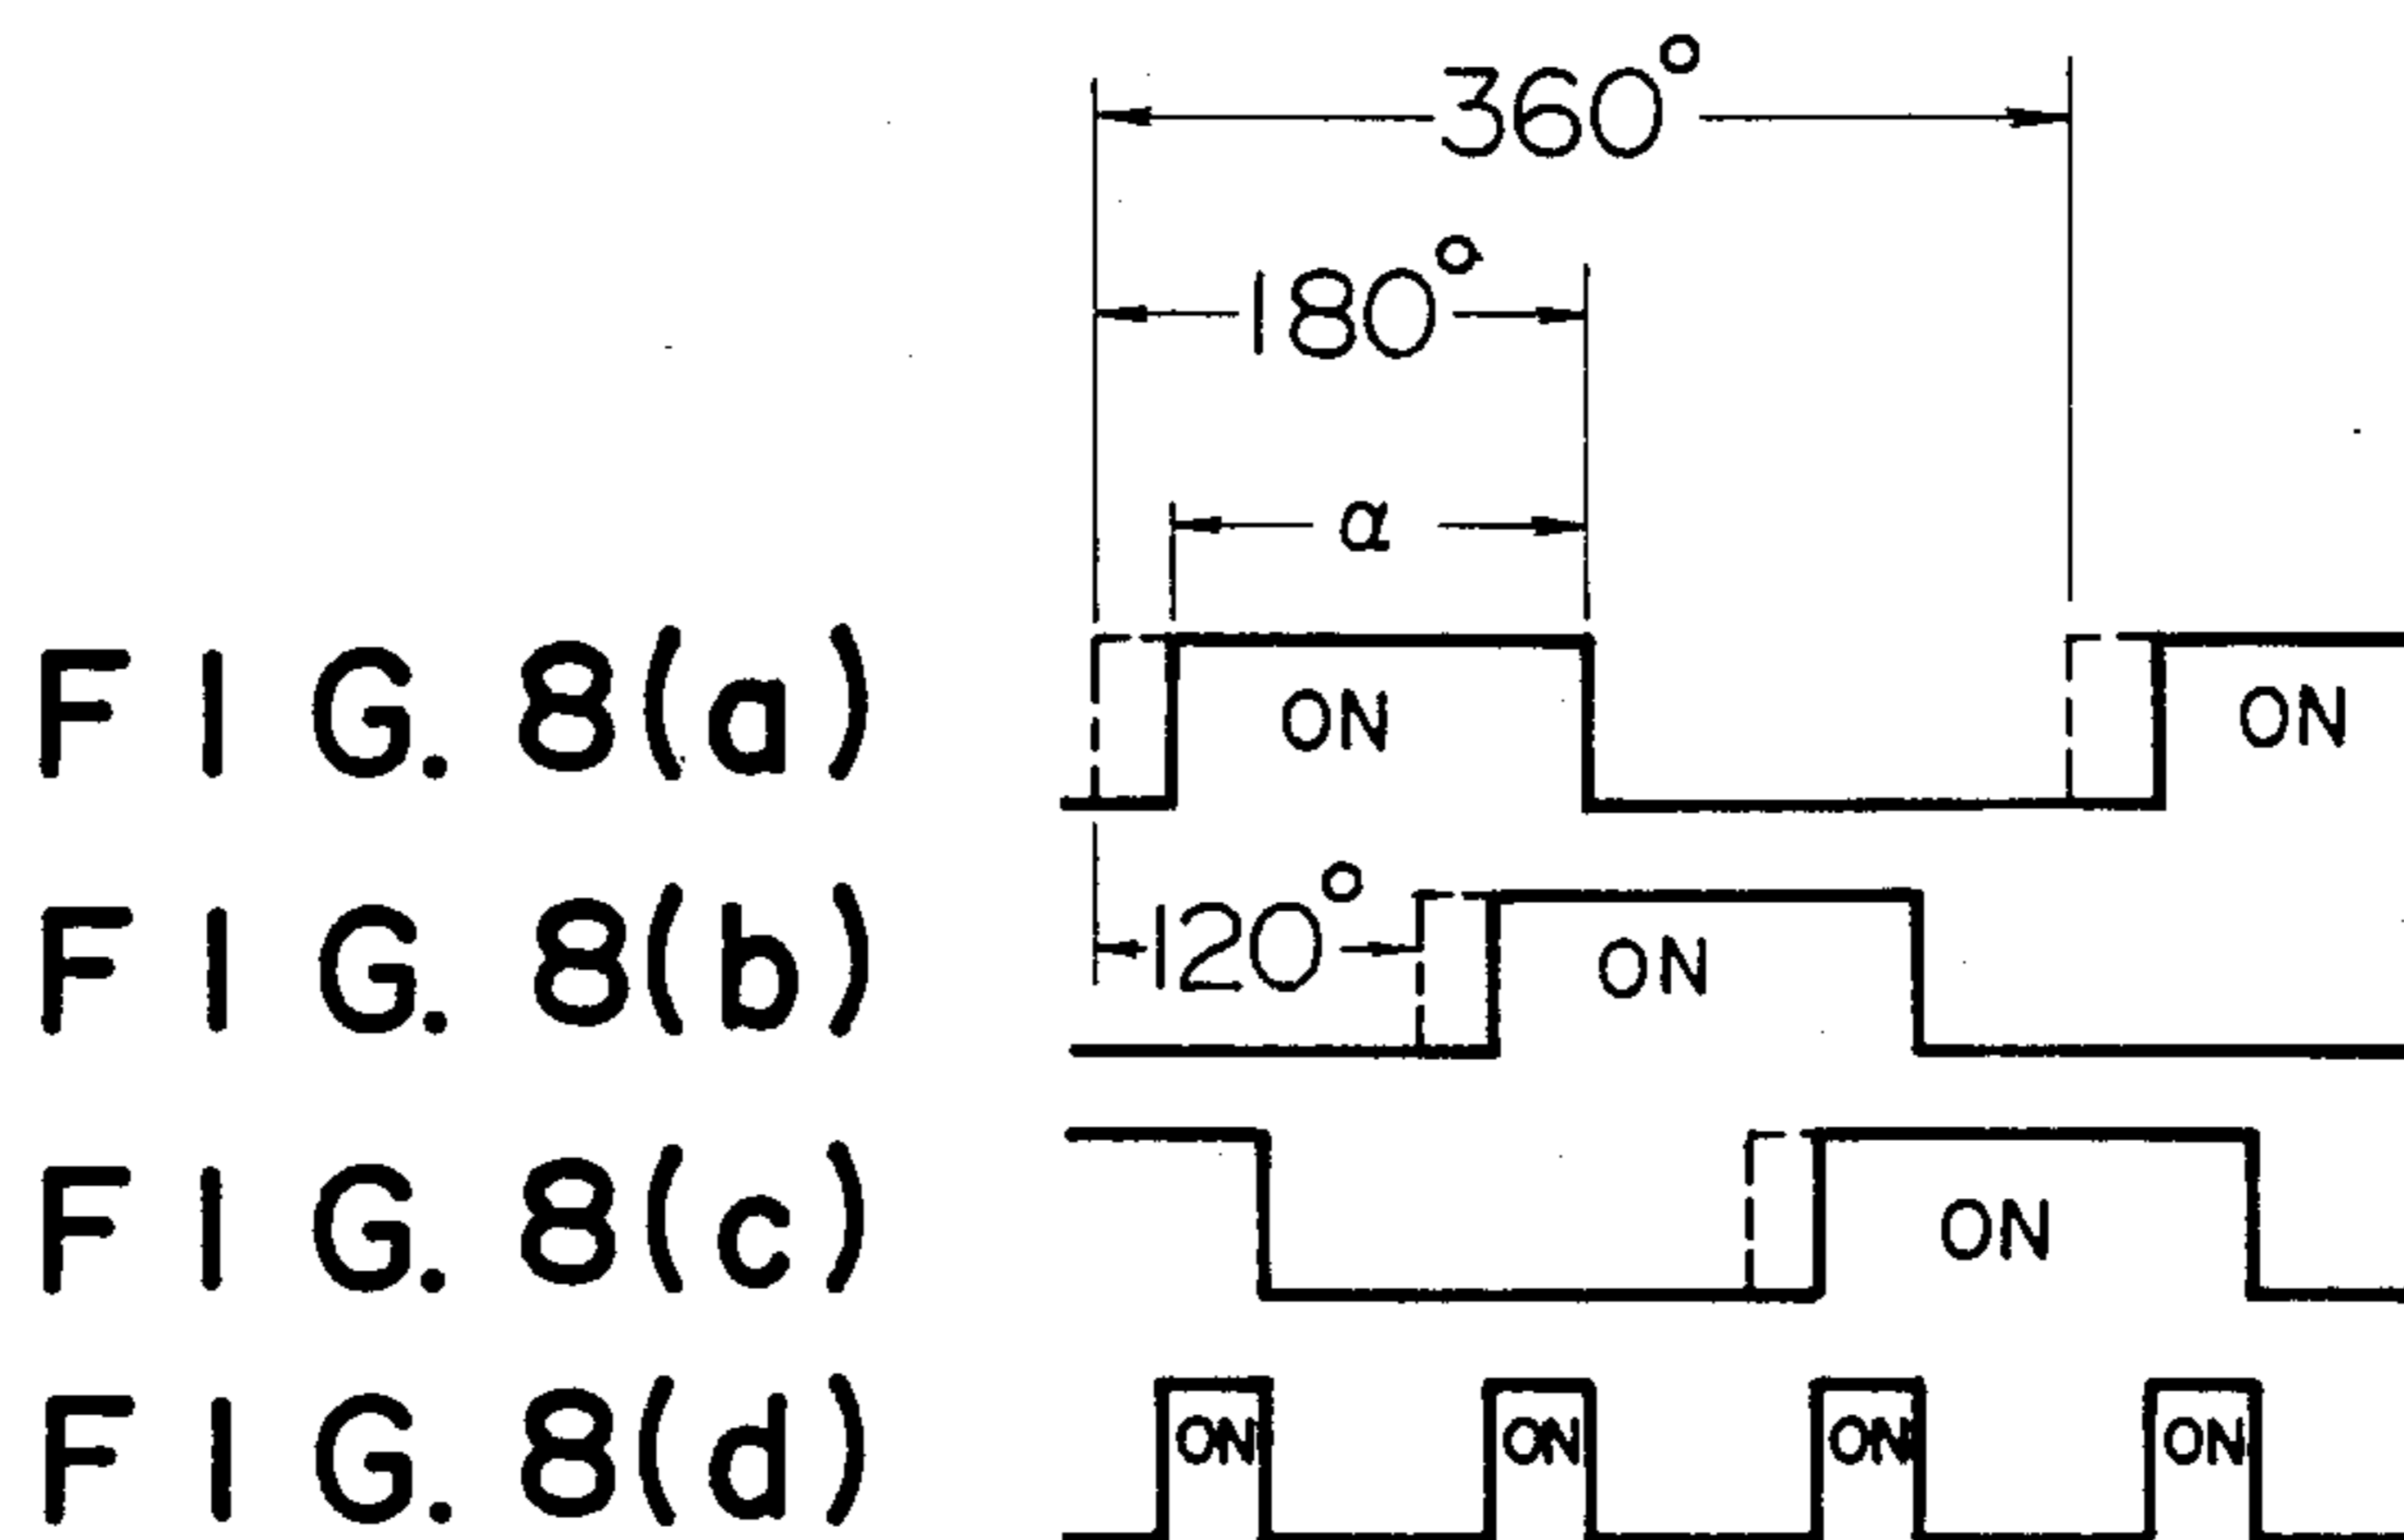 360°
180°
α
FIG. 8(a) ON ON
FIG. 8(b) 120° ON
FIG. 8(c) ON
FIG. 8(d) ON ON ON ON